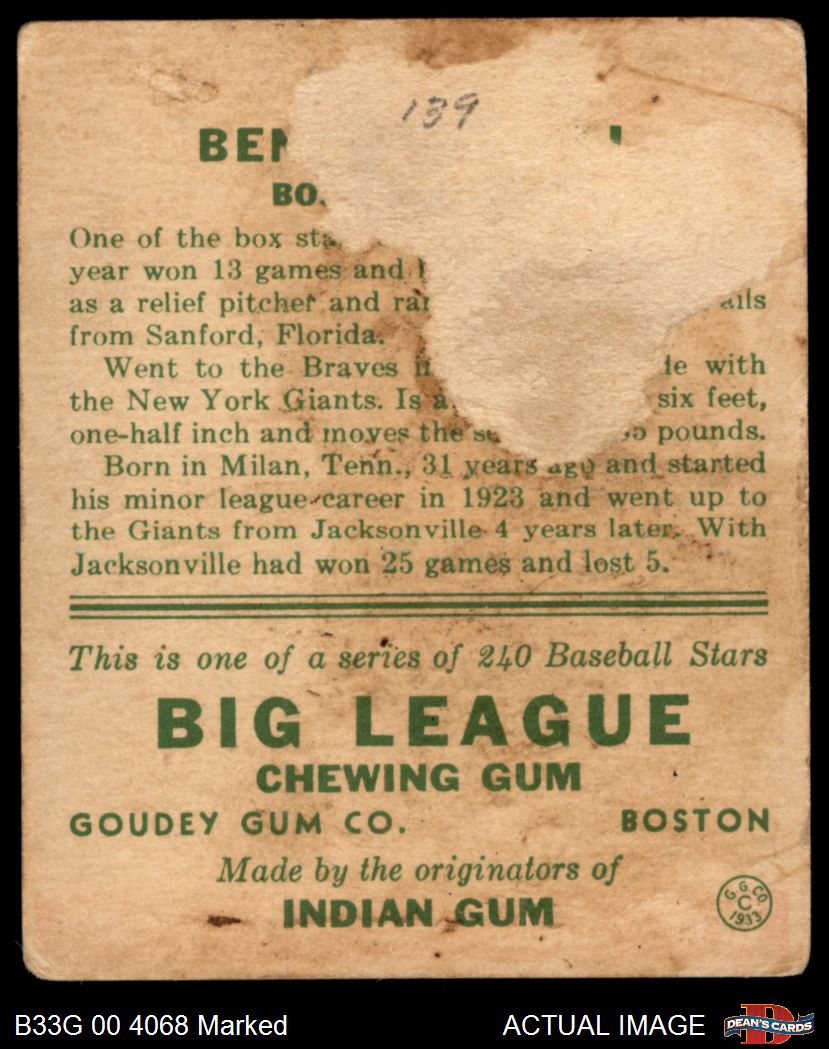 139
BEN
BO.
One of the box
year won 13 games and
as a relief pitcher and
from Sanford, Florida.
Went to the Braves with
the New York Giants. Is a six feet,
one-half inch and moves the pounds.
Born in Milan, Tenn., 31 years ago and started
his minor league career in 1923 and went up to
the Giants from Jacksonville 4 years later. With
Jacksonville had won 25 games and lost 5.
This is one of a series of 240 Baseball Stars
BIG LEAGUE
CHEWING GUM
GOUDEY GUM CO. BOSTON
Made by the originators of
INDIAN GUM
G G CO
C
1933
B33G 00 4068 Marked ACTUAL IMAGE DEAN'S CARDS